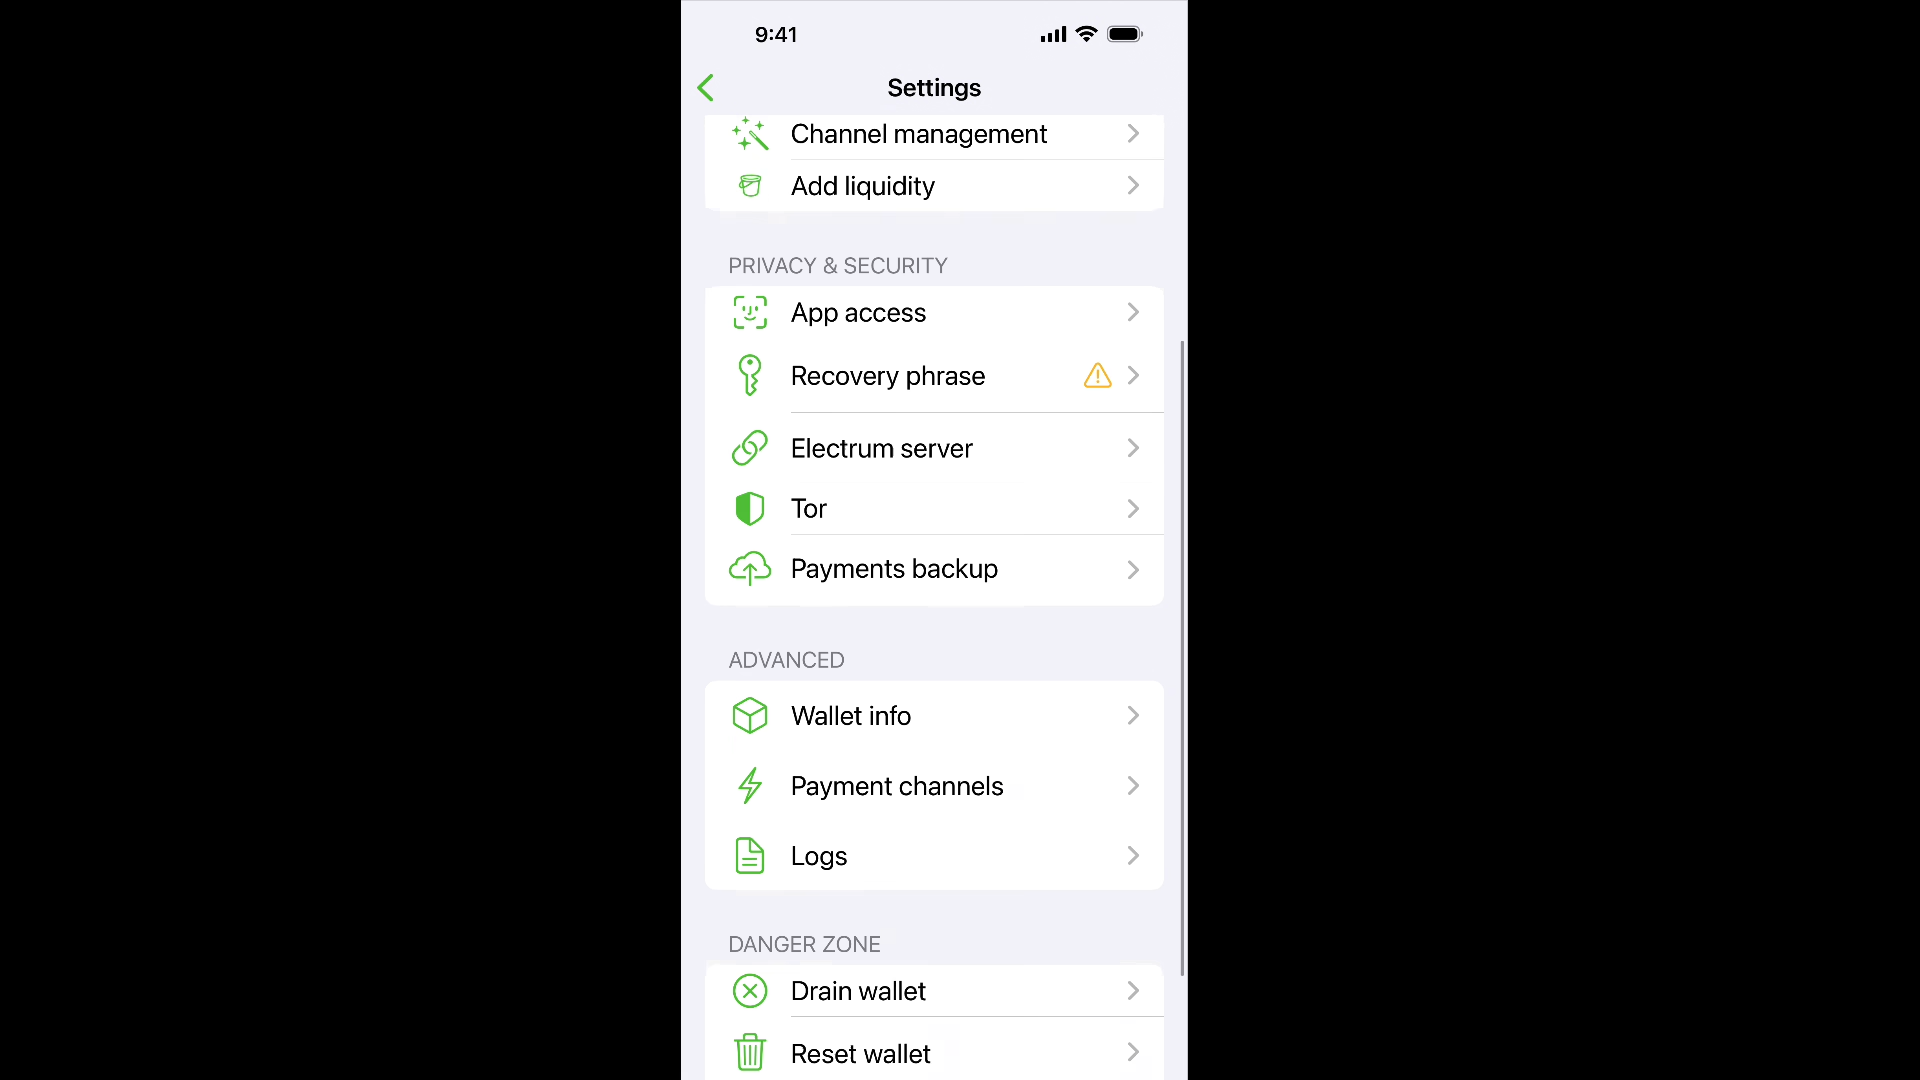 9:41
Settings
Channel management
Add liquidity
PRIVACY & SECURITY
App access
Recovery phrase
Electrum server
Tor
Payments backup
ADVANCED
Wallet info
Payment channels
Logs
DANGER ZONE
Drain wallet
Reset wallet